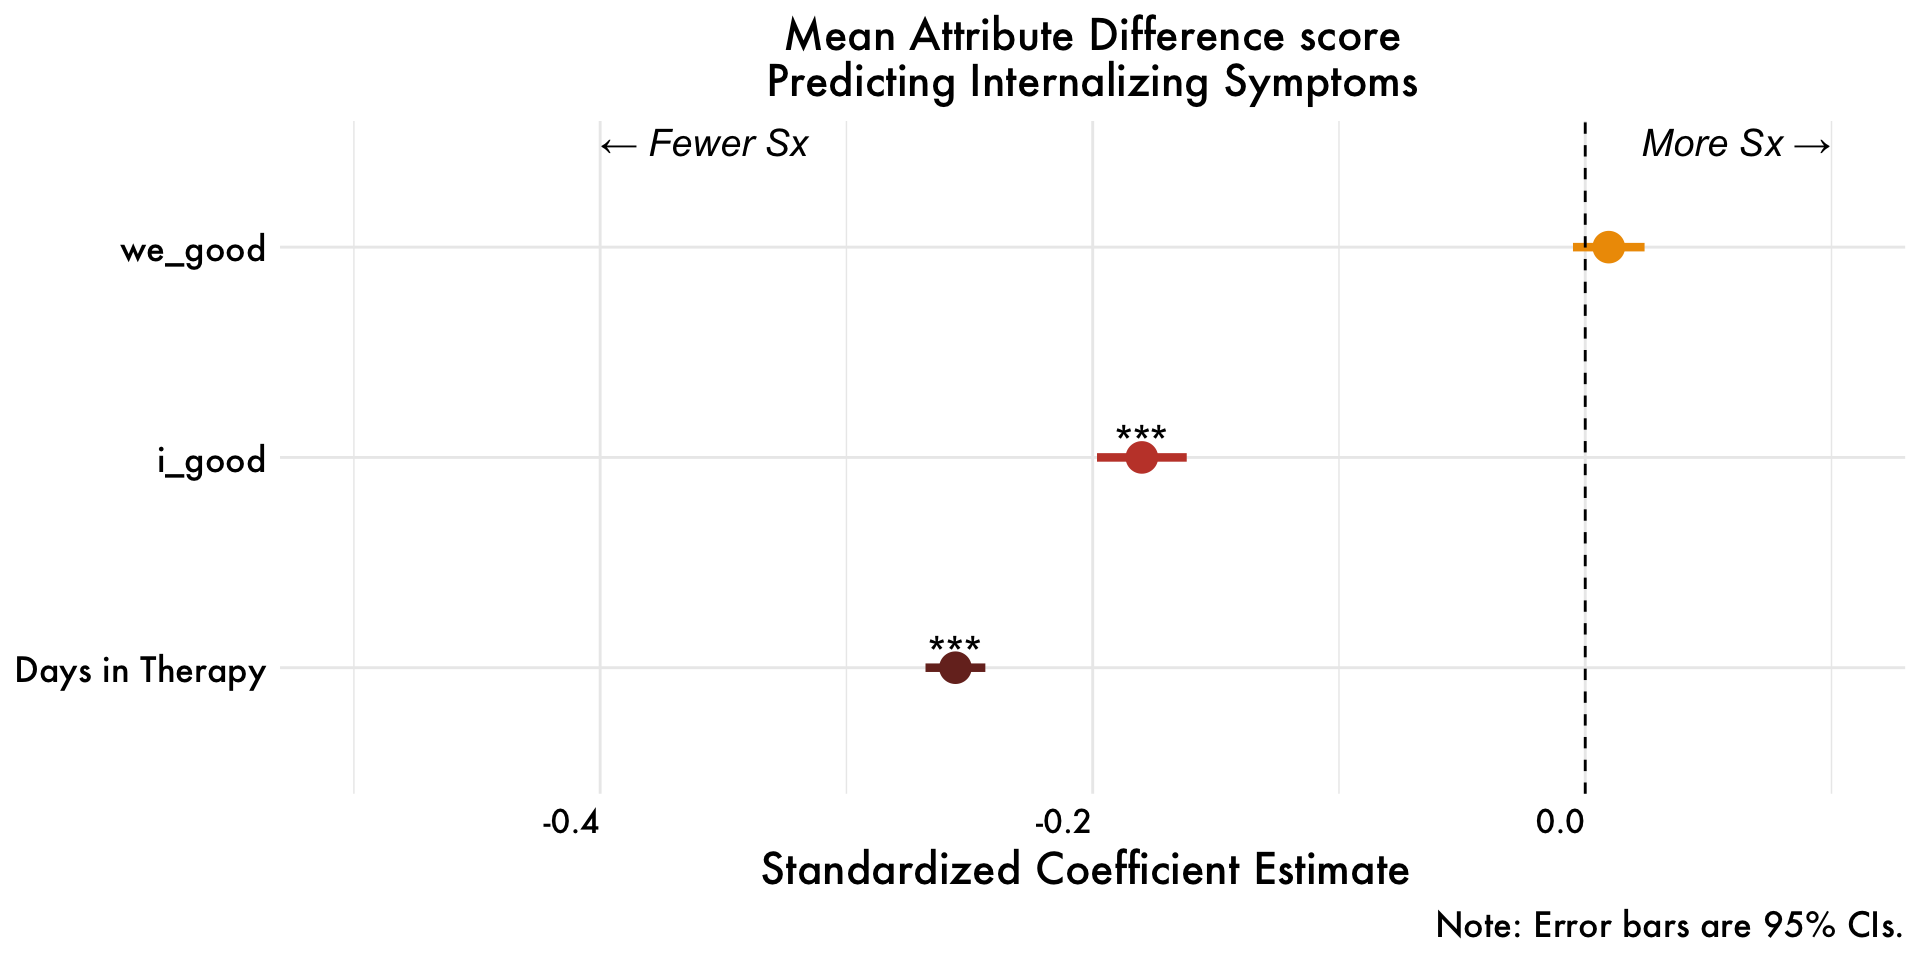 Mean Attribute Difference score
Predicting Internalizing Symptoms
← Fewer Sx
More Sx →
we_good
***
i_good
***
Days in Therapy
-0.4
-0.2
0.0
Standardized Coefficient Estimate
Note: Error bars are 95% CIs.